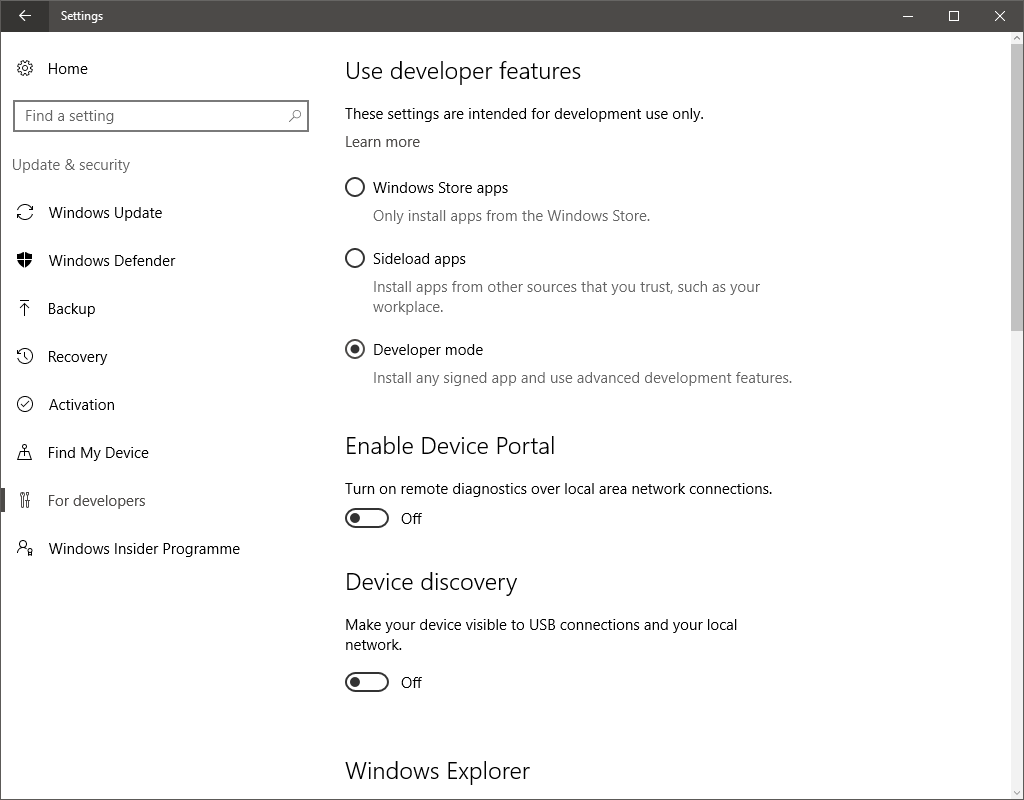 Settings
Home
Find a setting
Update & security
Windows Update
Windows Defender
Backup
Recovery
Activation
Find My Device
For developers
Windows Insider Programme
Use developer features
These settings are intended for development use only.
Learn more
Windows Store apps
Only install apps from the Windows Store.
Sideload apps
Install apps from other sources that you trust, such as your
workplace.
Developer mode
Install any signed app and use advanced development features.
Enable Device Portal
Turn on remote diagnostics over local area network connections.
Off
Device discovery
Make your device visible to USB connections and your local
network.
Off
Windows Explorer